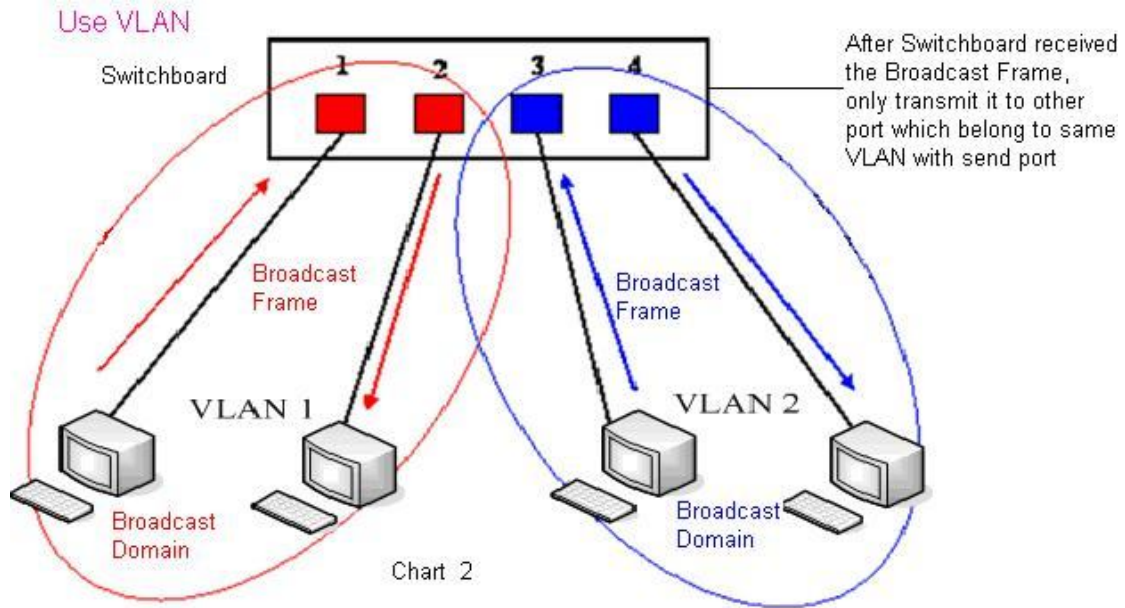 Use VLAN
Switchboard
1
2
3
4
After Switchboard received
the Broadcast Frame,
only transmit it to other
port which belong to same
VLAN with send port
Broadcast
Frame
Broadcast
Frame
VLAN 1
VLAN 2
Broadcast
Domain
Broadcast
Domain
Chart 2